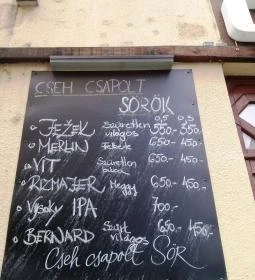 CSEH CSAPOLT
SÖRÖK
0,5 0,3
JEŽEK Szűretlen világos 550.- 350.-
MERLIN Fekete 650.- 450.-
VIT Szűretlen búza 650.- 450.-
RIZMAJER Meggy 650.- 450.-
Vysoky IPA 700.-
BERNARD Szűrt világos 650.- 450.-
Cseh csapolt Sör